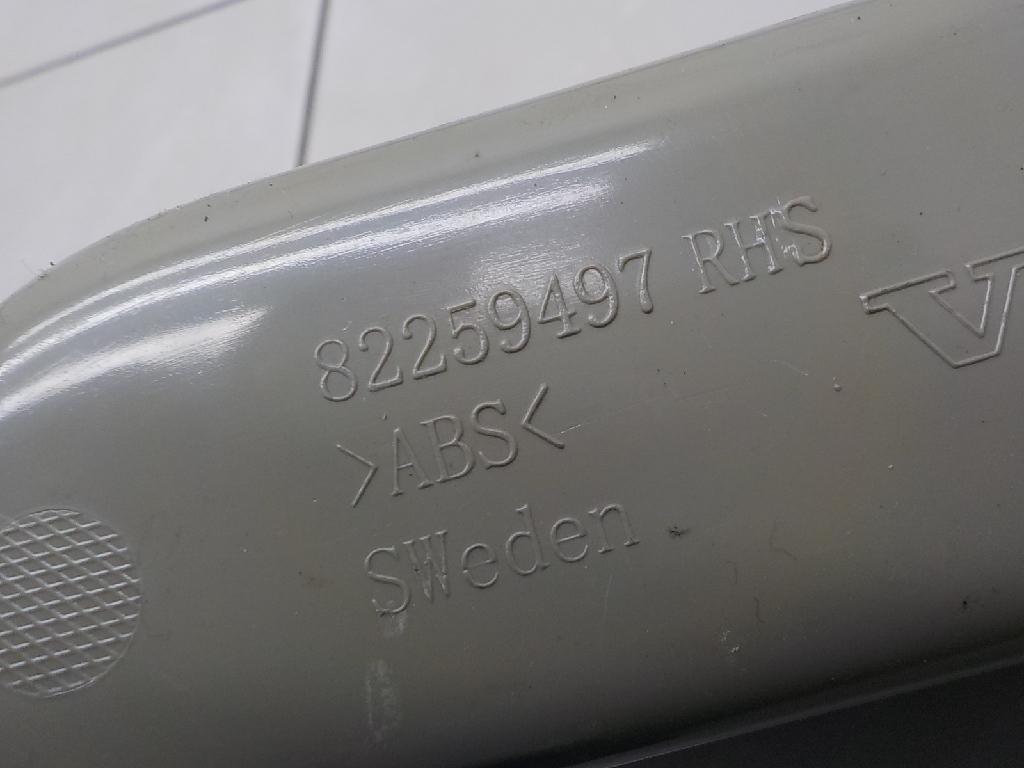 82259497 RHS
>ABS<
SWeden
V